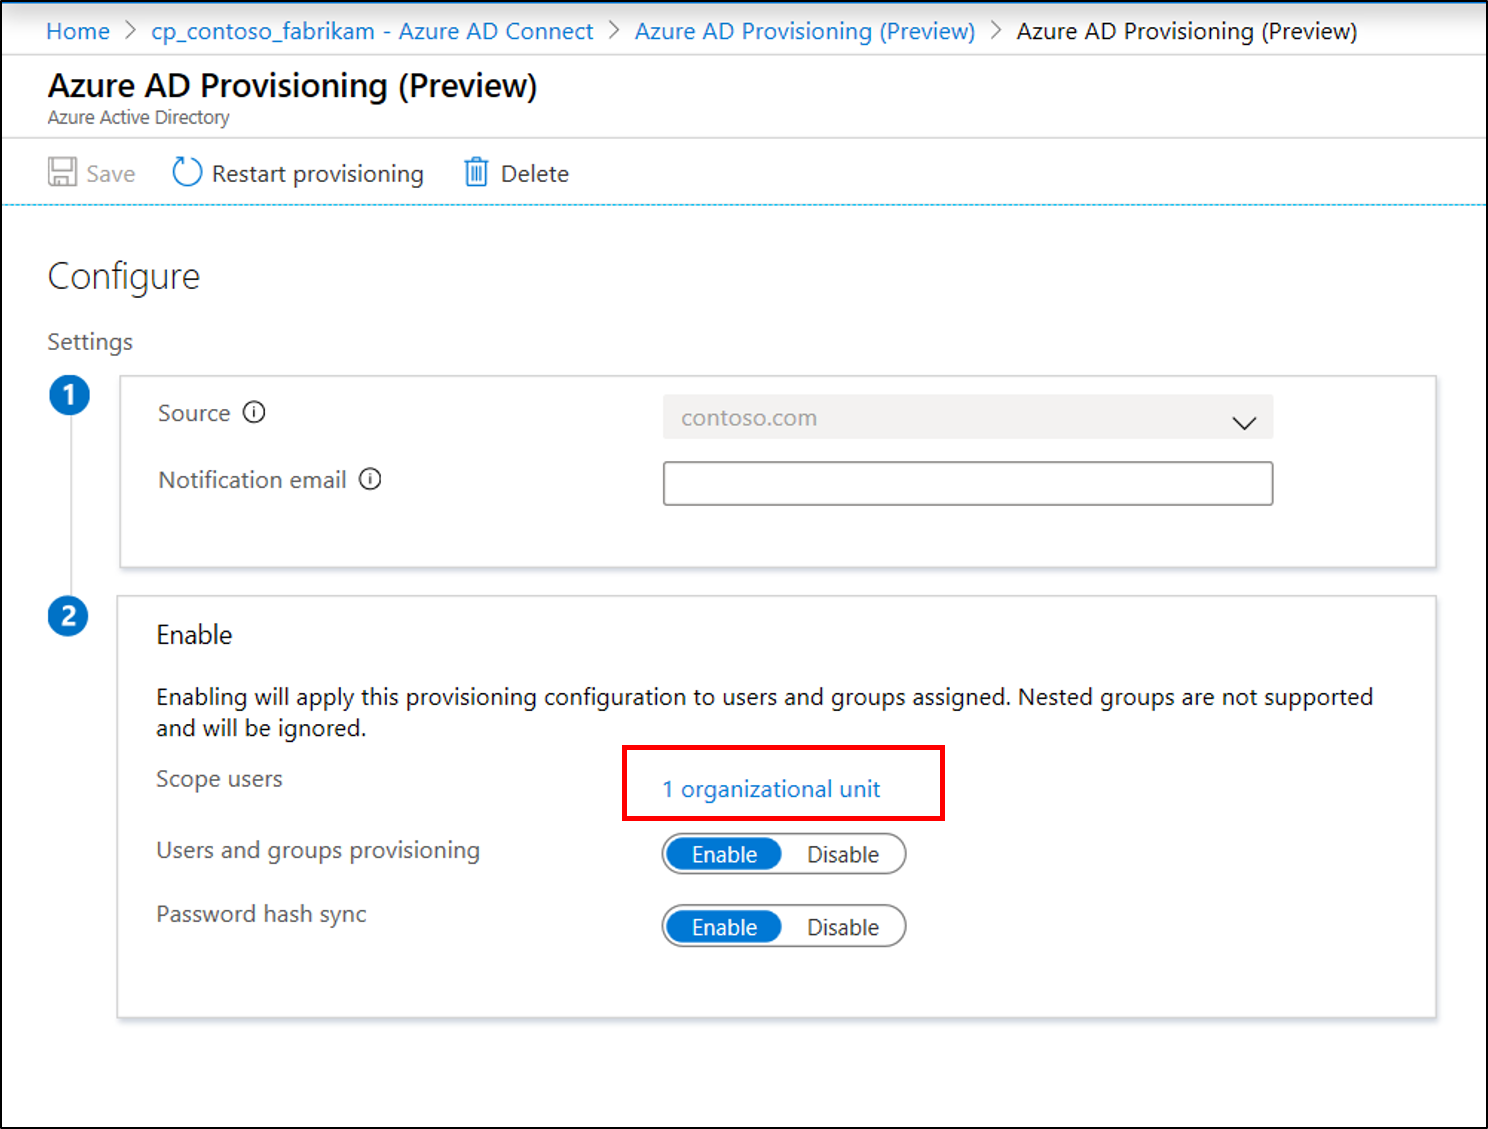 Home > cp_contoso_fabrikam - Azure AD Connect > Azure AD Provisioning (Preview) > Azure AD Provisioning (Preview)
Azure AD Provisioning (Preview)
Azure Active Directory
Save Restart provisioning Delete
Configure
Settings
1
Source contoso.com
Notification email
2
Enable
Enabling will apply this provisioning configuration to users and groups assigned. Nested groups are not supported
and will be ignored.
Scope users 1 organizational unit
Users and groups provisioning Enable Disable
Password hash sync Enable Disable